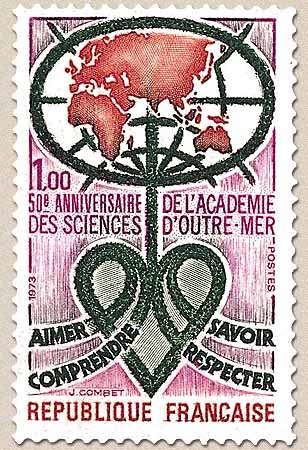 1,00
50e ANNIVERSAIRE DE L'ACADEMIE
DES SCIENCES D'OUTRE-MER
POSTES
1973
AIMER SAVOIR
COMPRENDRE RESPECTER
J. COMBET
REPUBLIQUE FRANÇAISE